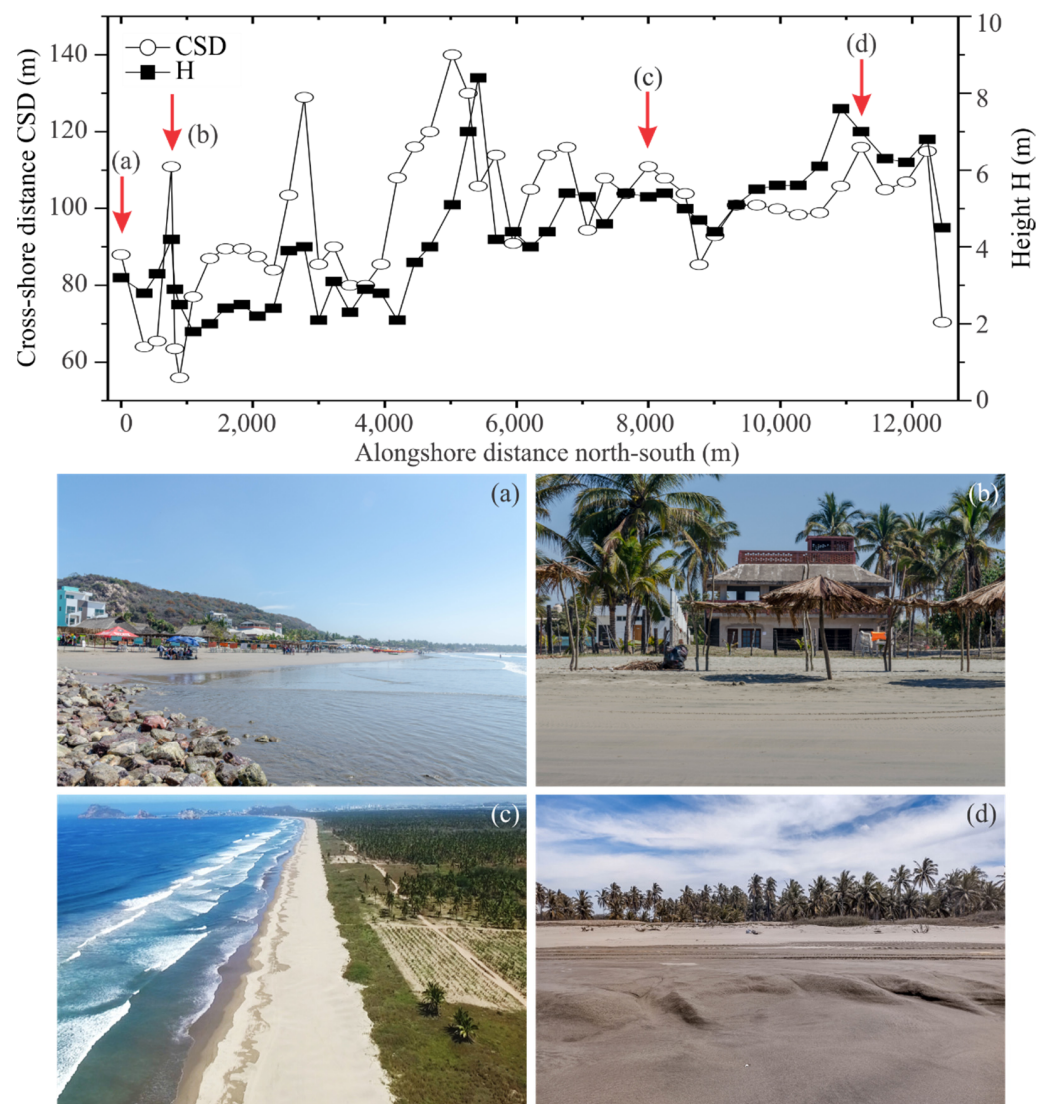 10
140
CSD
(d)
H
8
(c)
120
(b)
(a)
6
100
4
80
2
60
0
Cross-shore distance CSD (m)
Height H (m)
0 2,000 4,000 6,000 8,000 10,000 12,000
Alongshore distance north-south (m)
(a) (b)
(c) (d)